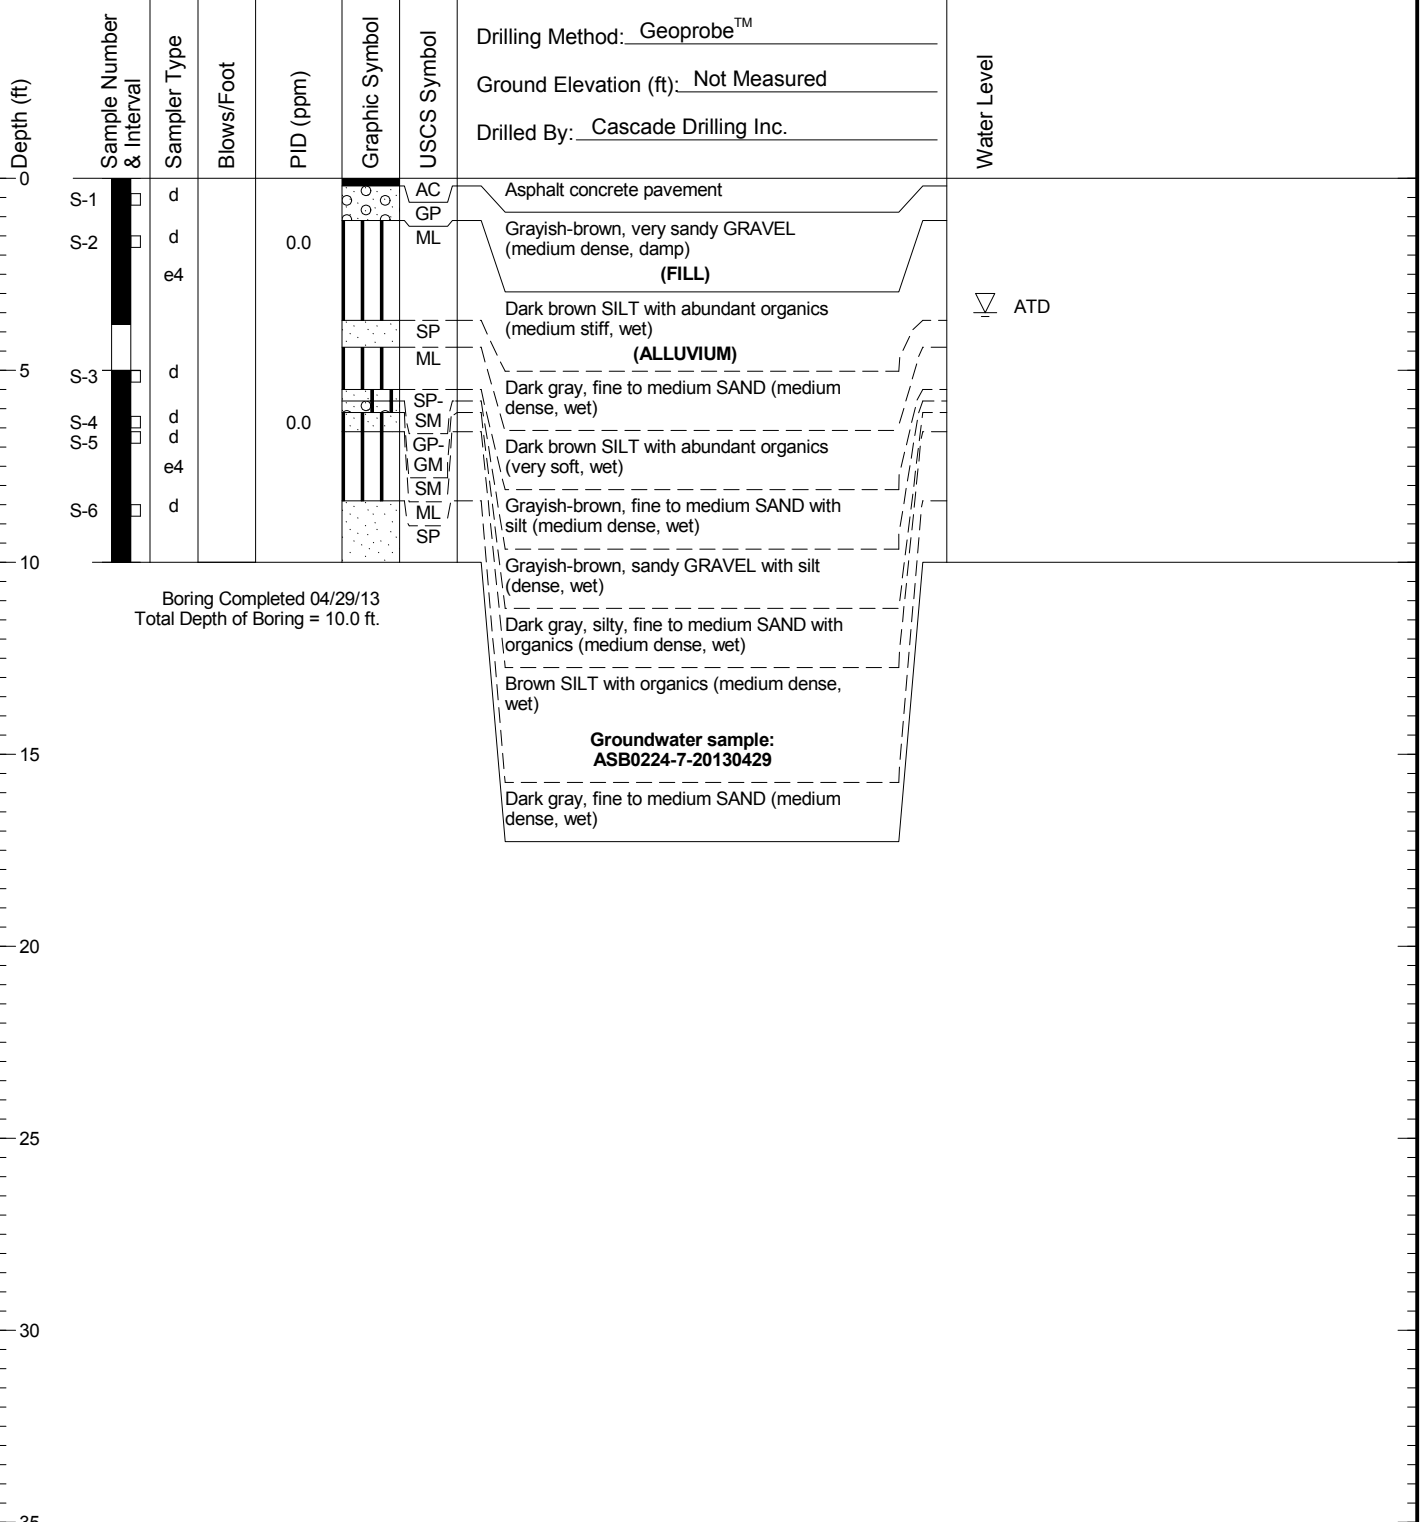 Depth (ft)
Sample Number
& Interval
Sampler Type
Blows/Foot
PID (ppm)
Graphic Symbol
USCS Symbol
Drilling Method: Geoprobe™
Ground Elevation (ft): Not Measured
Drilled By: Cascade Drilling Inc.
Water Level
0
S-1
d
AC
Asphalt concrete pavement
GP
S-2
d
0.0
ML
Grayish-brown, very sandy GRAVEL
(medium dense, damp)
(FILL)
e4
Dark brown SILT with abundant organics
(medium stiff, wet)
(ALLUVIUM)
ATD
SP
ML
5
S-3
d
Dark gray, fine to medium SAND (medium
dense, wet)
SP-
SM
S-4
d
0.0
S-5
d
GP-
GM
Dark brown SILT with abundant organics
(very soft, wet)
e4
SM
S-6
d
ML
Grayish-brown, fine to medium SAND with
silt (medium dense, wet)
SP
10
Grayish-brown, sandy GRAVEL with silt
(dense, wet)
Boring Completed 04/29/13
Total Depth of Boring = 10.0 ft.
Dark gray, silty, fine to medium SAND with
organics (medium dense, wet)
Brown SILT with organics (medium dense,
wet)
Groundwater sample:
ASB0224-7-20130429
15
Dark gray, fine to medium SAND (medium
dense, wet)
20
25
30
35